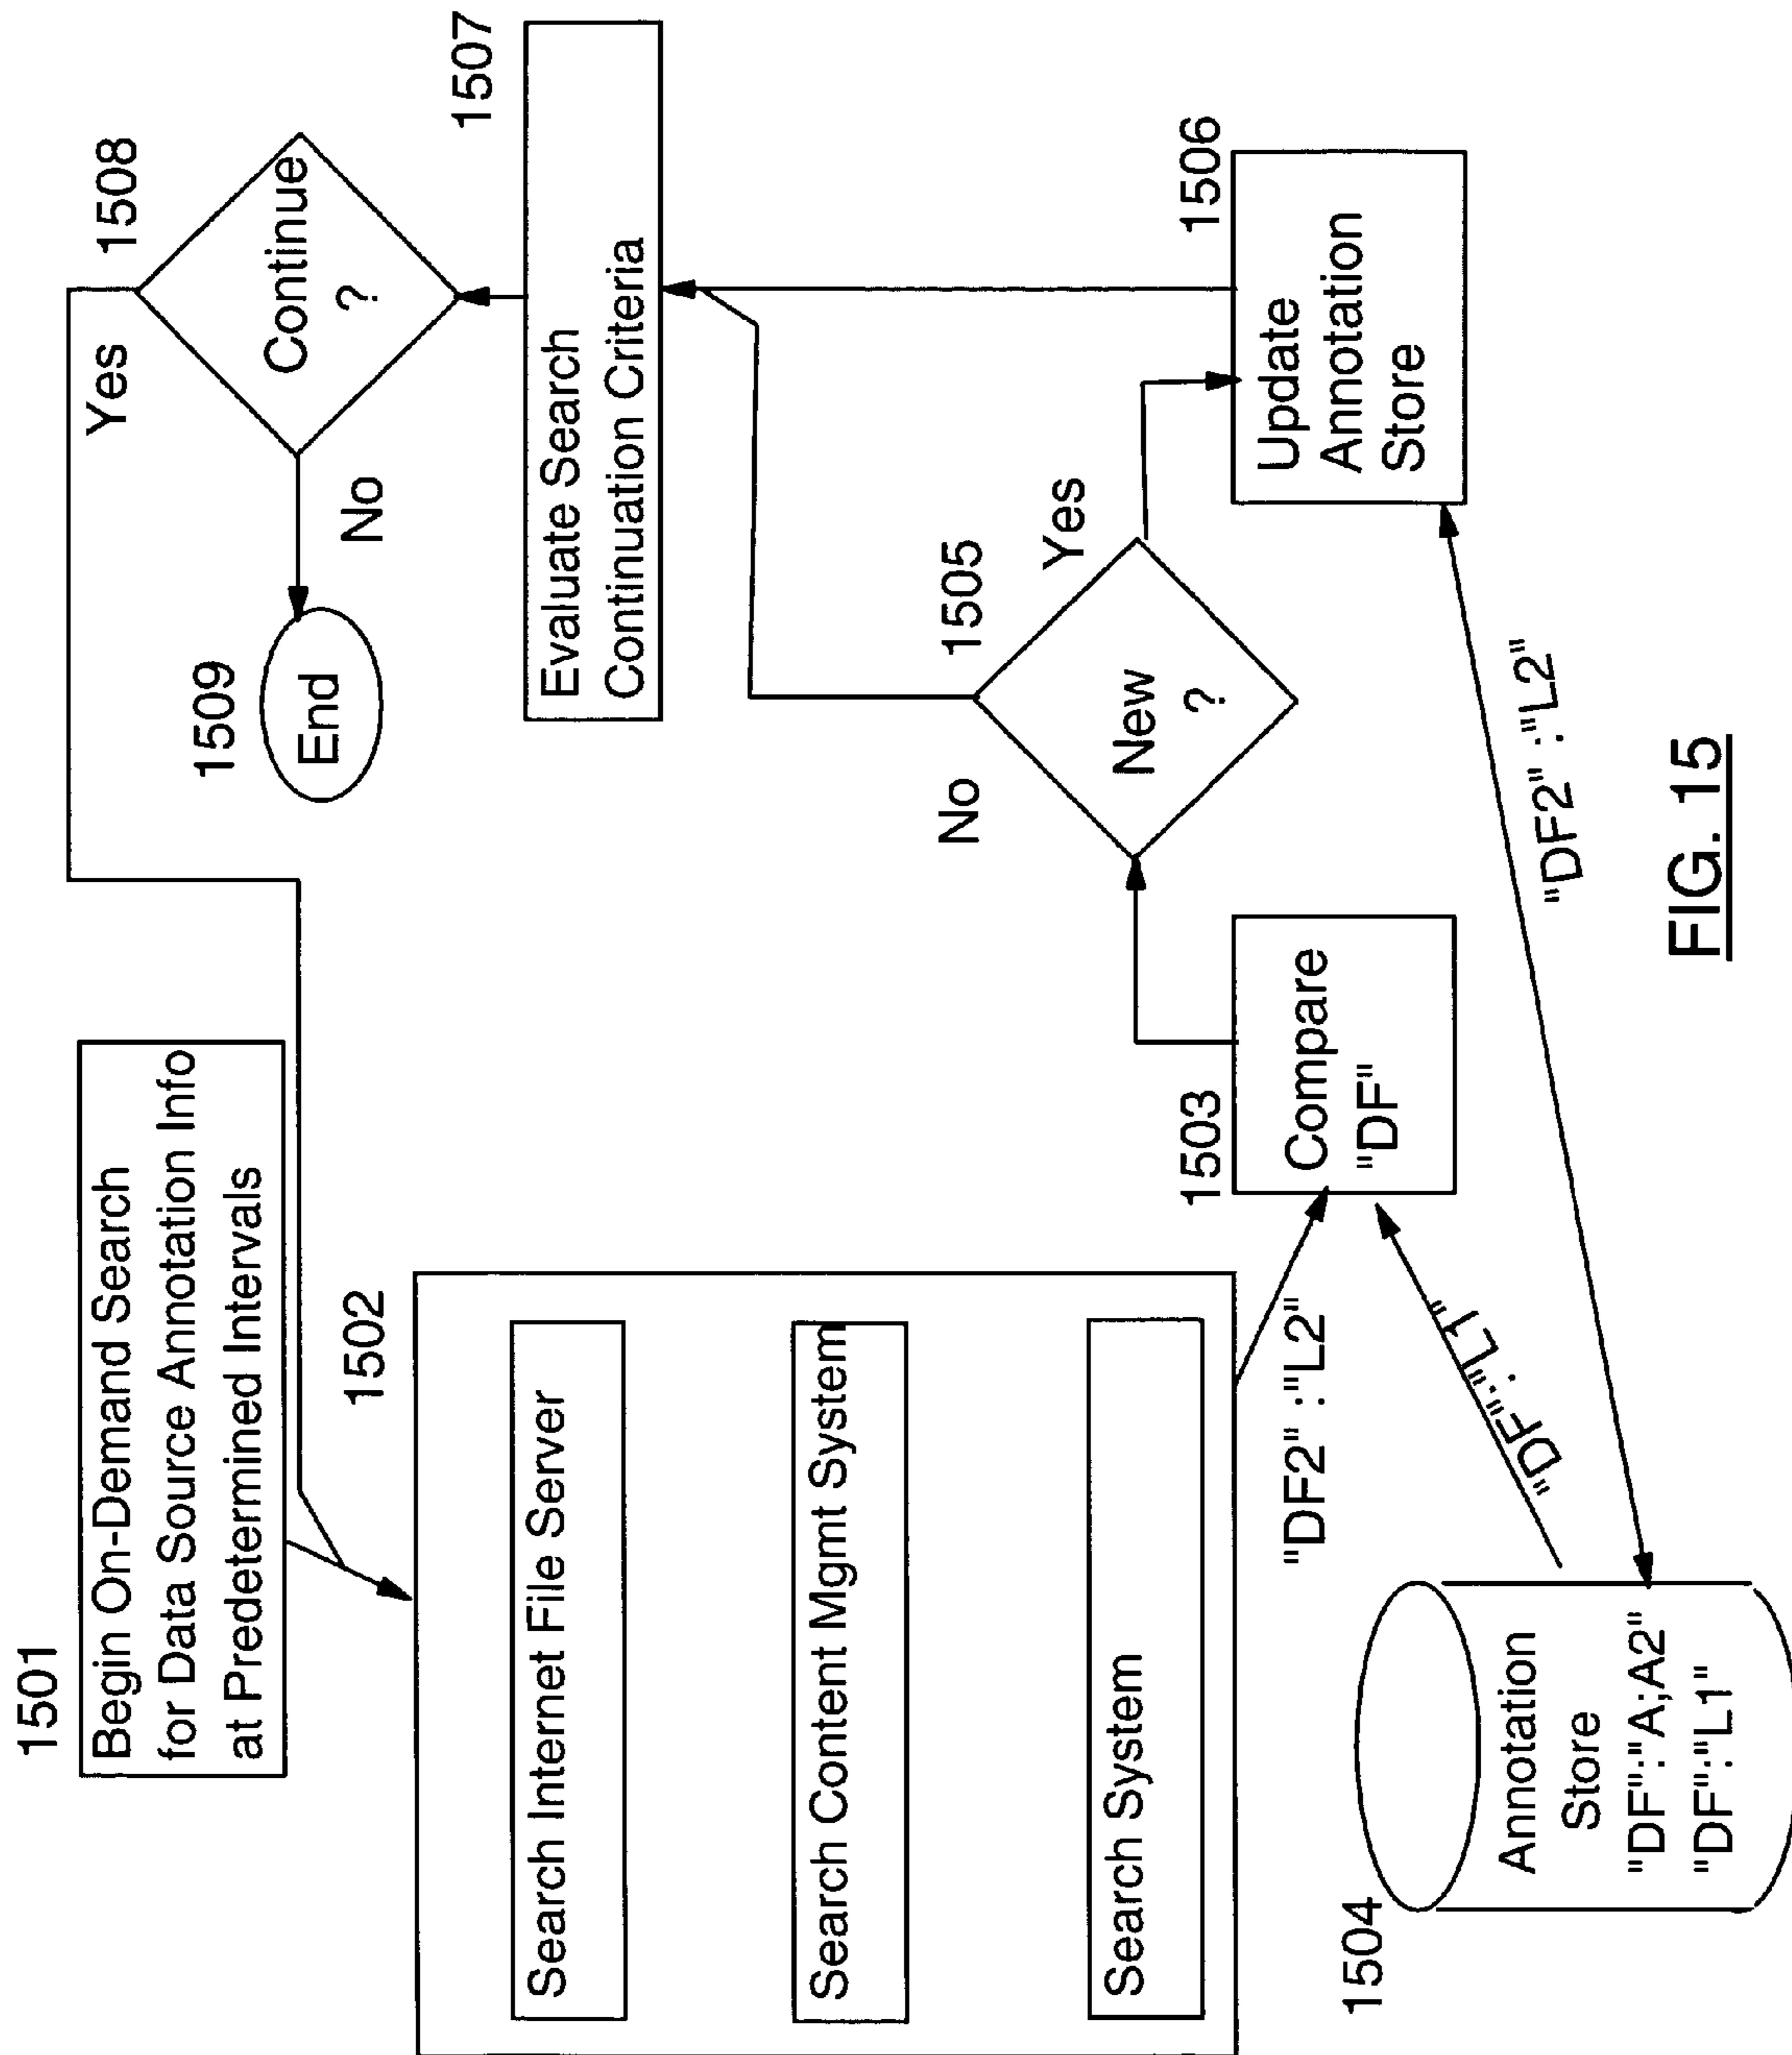 1501
Begin On-Demand Search
for Data Source Annotation Info
at Predetermined Intervals
1502
Search Internet File Server
Search Content Mgmt System
Search System
"DF2" :"L2"
1503
Compare
"DF"
"DF":"L1"
1504
Annotation
Store
"DF":"A;A2"
"DF":"L1"
1505
New
?
No
Yes
1506
Update
Annotation
Store
"DF2" :"L2"
1507
Evaluate Search
Continuation Criteria
1508
Continue
?
Yes
No
1509
End
FIG. 15